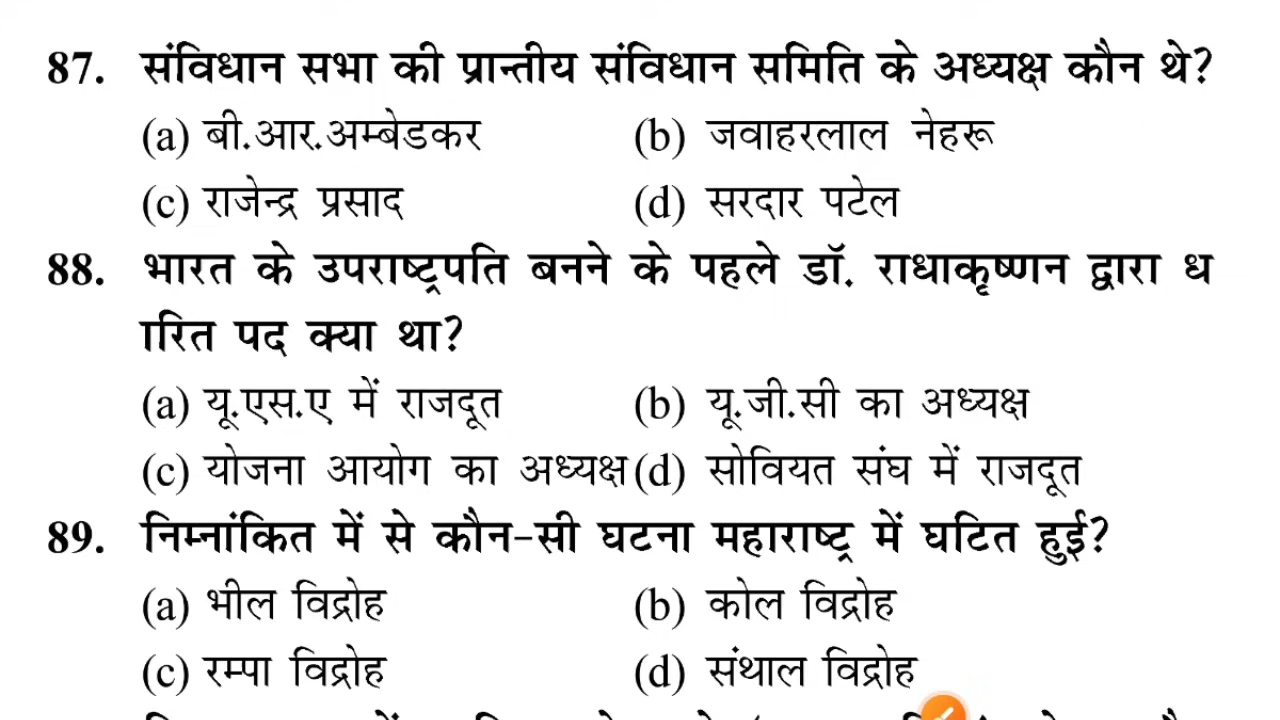 87. संविधान सभा की प्रान्तीय संविधान समिति के अध्यक्ष कौन थे?
(a) बी.आर.अम्बेडकर (b) जवाहरलाल नेहरू
(c) राजेन्द्र प्रसाद (d) सरदार पटेल
88. भारत के उपराष्ट्रपति बनने के पहले डॉ. राधाकृष्णन द्वारा ध
ारित पद क्या था?
(a) यू.एस.ए में राजदूत (b) यू.जी.सी का अध्यक्ष
(c) योजना आयोग का अध्यक्ष (d) सोवियत संघ में राजदूत
89. निम्नांकित में से कौन-सी घटना महाराष्ट्र में घटित हुई?
(a) भील विद्रोह (b) कोल विद्रोह
(c) रम्पा विद्रोह (d) संथाल विद्रोह